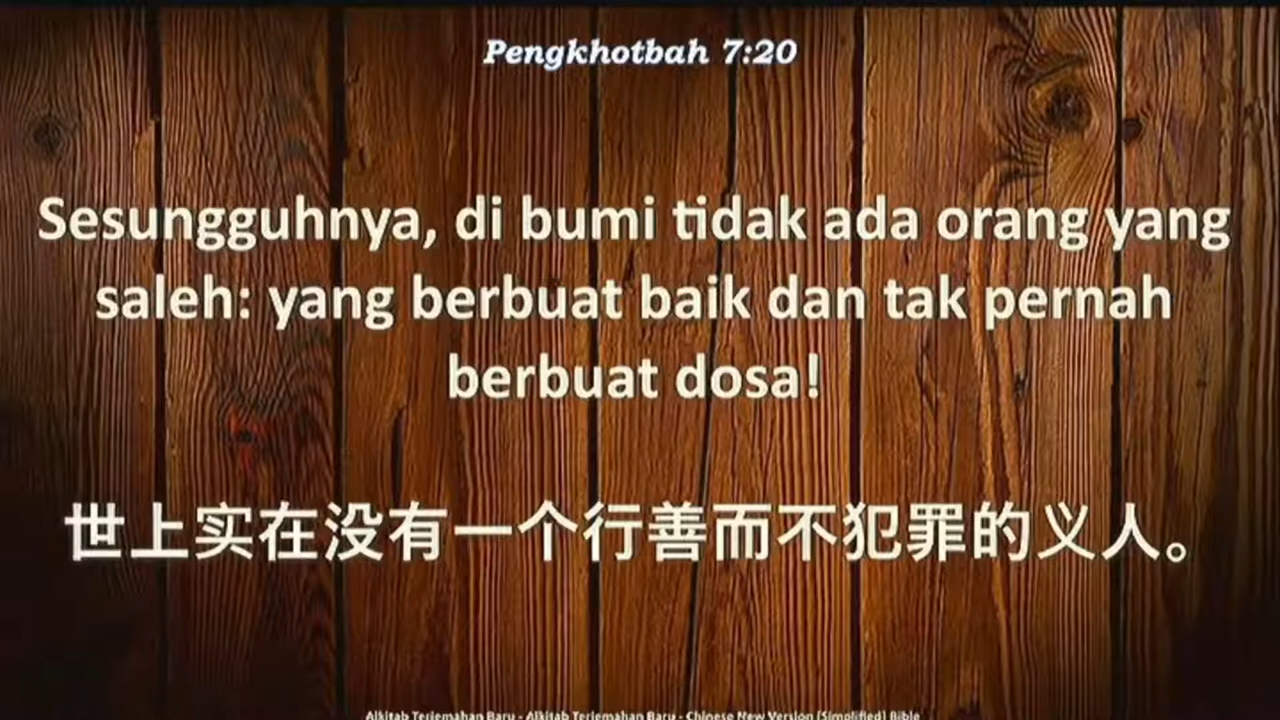 Pengkhotbah 7:20
Sesungguhnya, di bumi tidak ada orang yang
saleh: yang berbuat baik dan tak pernah
berbuat dosa!
世上实在没有一个行善而不犯罪的义人。
Alkitab Terjemahan Baru - Alkitab Terjemahan Baru - Chinese New Version (Simplified) Bible